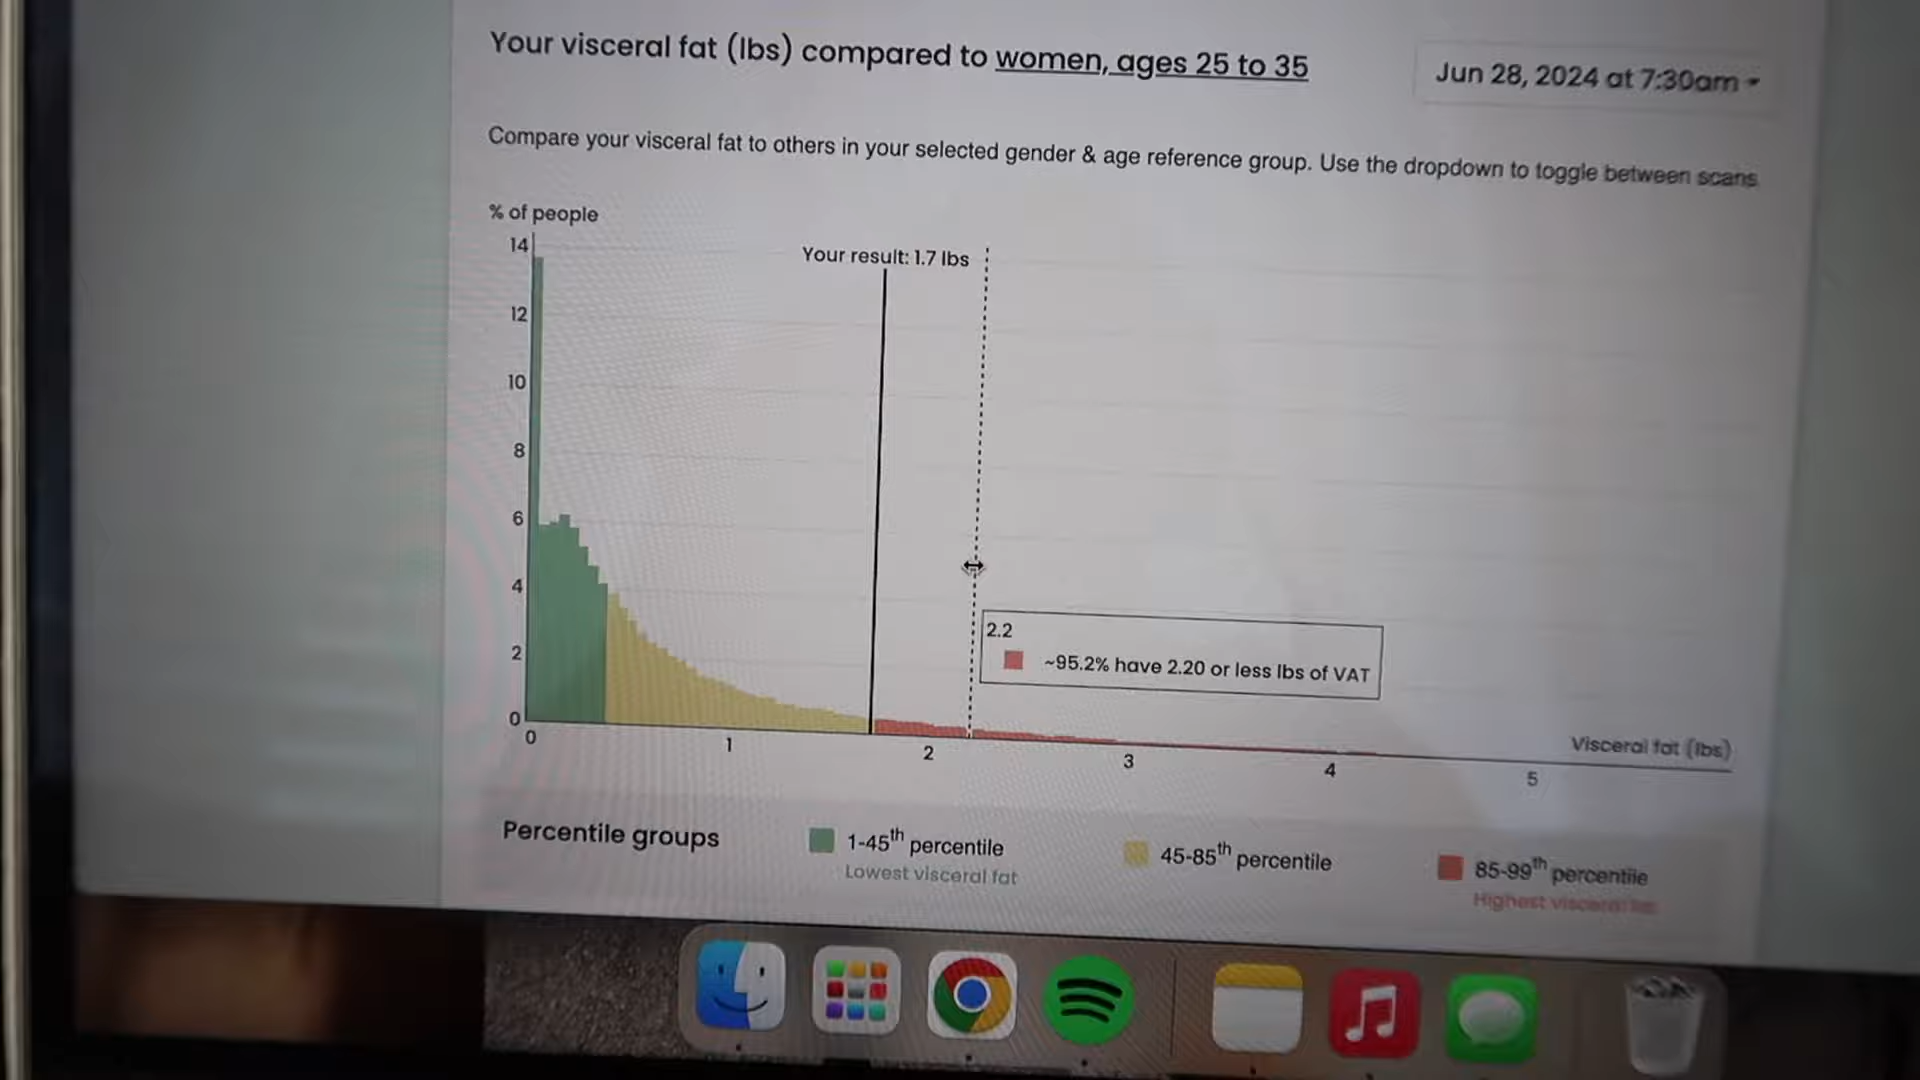 Your visceral fat (lbs) compared to women, ages 25 to 35
Jun 28, 2024 at 7:30am
Compare your visceral fat to others in your selected gender & age reference group. Use the dropdown to toggle between scans
% of people
14
12
10
8
6
4
2
0
Your result: 1.7 lbs
2.2
~95.2% have 2.20 or less lbs of VAT
0
1
2
3
4
5
Visceral fat (lbs)
Percentile groups
1-45th percentile
Lowest visceral fat
45-85th percentile
85-99th percentile
Highest visceral fat